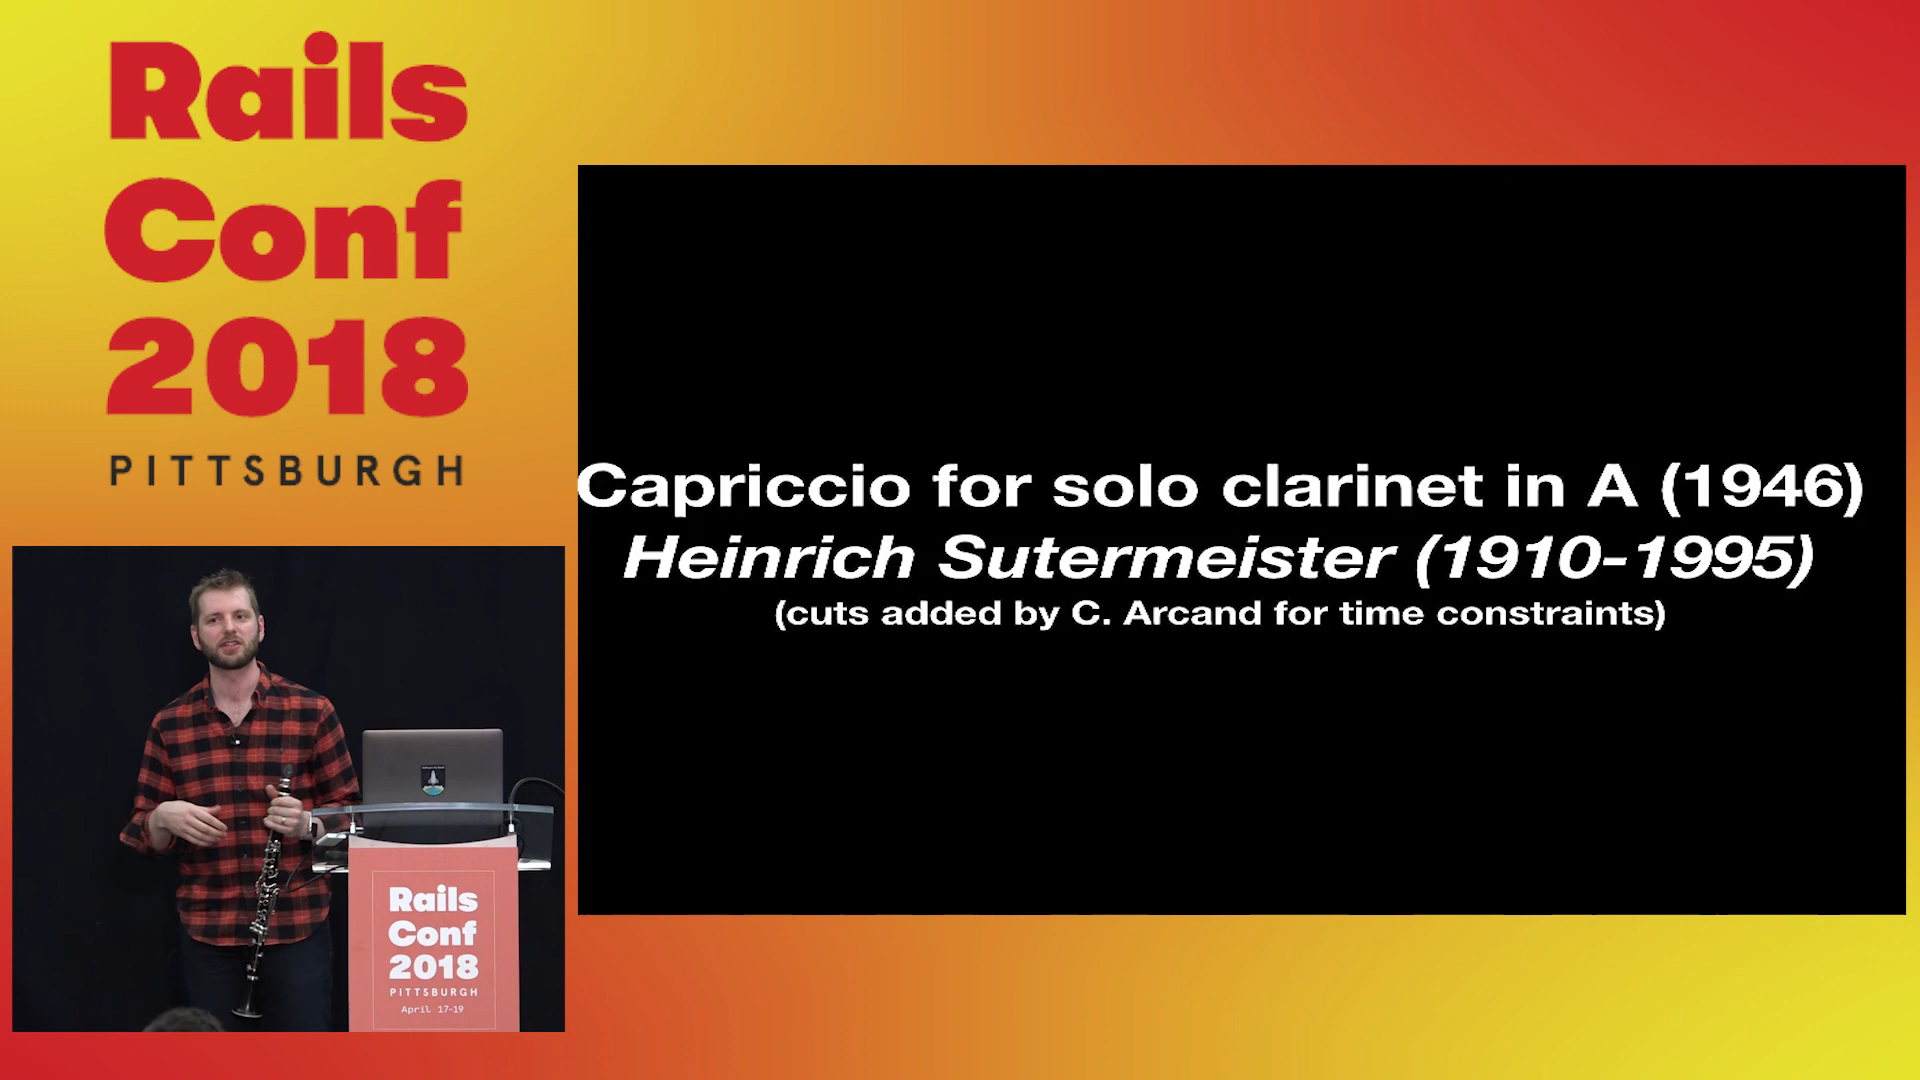 Rails
Conf
2018
PITTSBURGH
Capriccio for solo clarinet in A (1946)
Heinrich Sutermeister (1910-1995)
(cuts added by C. Arcand for time constraints)
Rails
Conf
2018
PITTSBURGH
April 17-19